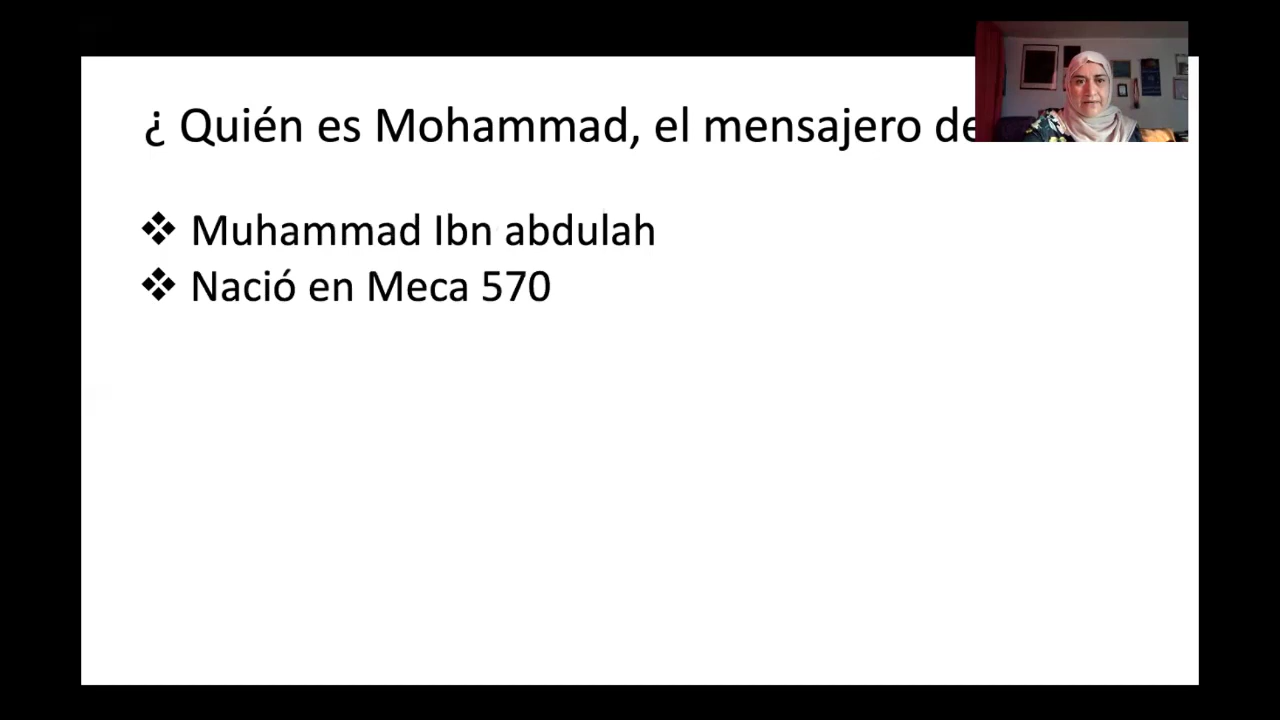 ¿ Quién es Mohammad, el mensajero de
❖ Muhammad Ibn abdulah
❖ Nació en Meca 570